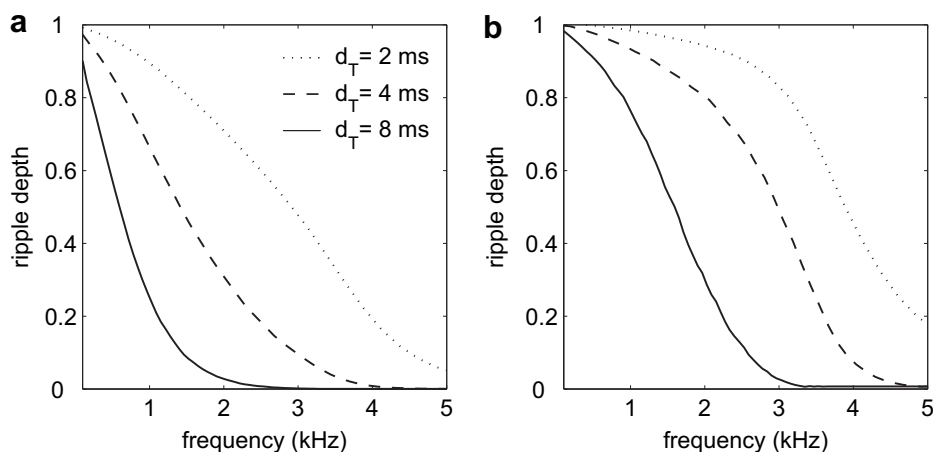 a
1
0.8
0.6
0.4
0.2
0
ripple depth
d_T= 2 ms
d_T= 4 ms
d_T= 8 ms
1 2 3 4 5
frequency (kHz)
b
1
0.8
0.6
0.4
0.2
0
ripple depth
1 2 3 4 5
frequency (kHz)